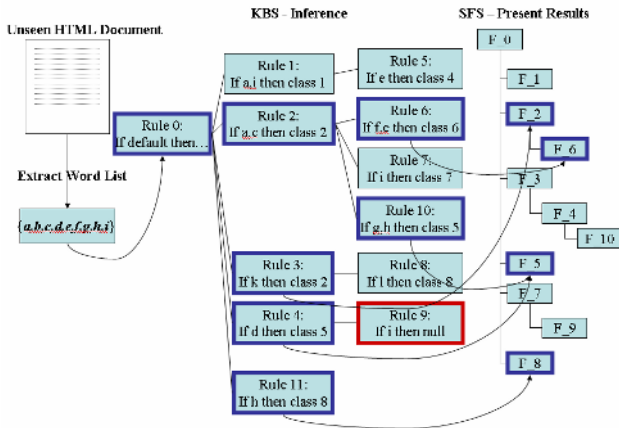 KBS - Inference
SFS – Present Results
Unseen HTML Document
Extract Word List
{a,b,c,d,e,f,g,h,i}
Rule 0:
If default then…
Rule 1:
If a,i then class 1
Rule 2:
If a,c then class 2
Rule 3:
If k then class 2
Rule 4:
If d then class 5
Rule 11:
If h then class 8
Rule 5:
If e then class 4
Rule 6:
If f,e then class 6
Rule 7:
If i then class 7
Rule 10:
If g,h then class 5
Rule 8:
If l then class 8
Rule 9:
If i then null
F_0
F_1
F_2
F_6
F_3
F_4
F_10
F_5
F_7
F_9
F_8